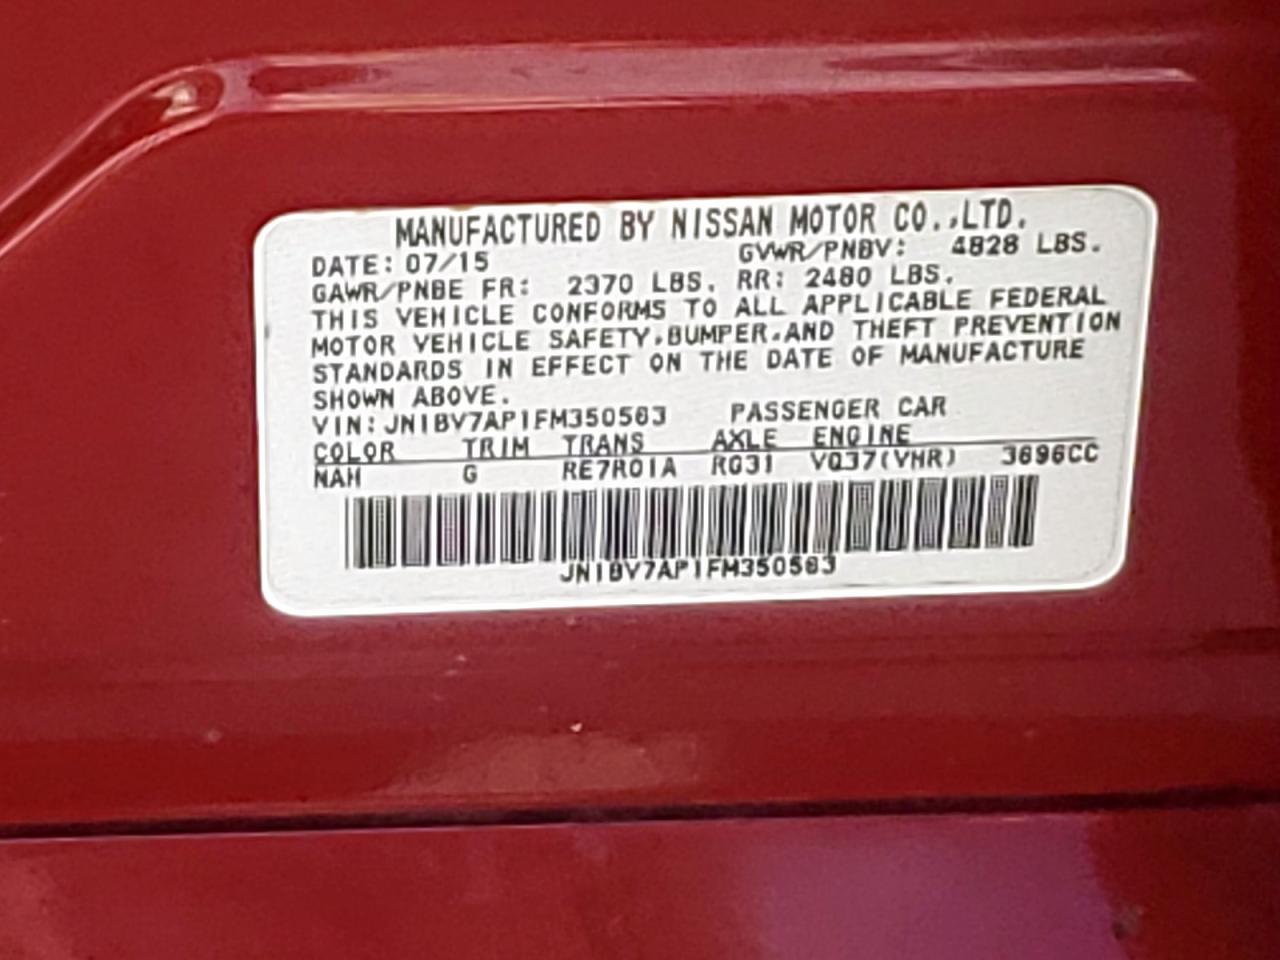 MANUFACTURED BY NISSAN MOTOR CO.,LTD.
DATE: 07/15 GVWR/PNBV: 4828 LBS.
GAWR/PNBE FR: 2370 LBS. RR: 2480 LBS.
THIS VEHICLE CONFORMS TO ALL APPLICABLE FEDERAL
MOTOR VEHICLE SAFETY,BUMPER,AND THEFT PREVENTION
STANDARDS IN EFFECT ON THE DATE OF MANUFACTURE
SHOWN ABOVE.
VIN: JN1BV7AP1FM350563 PASSENGER CAR
COLOR TRIM TRANS AXLE ENGINE
NAH G RE7R01A RG31 VQ37(VHR) 3696CC
JN1BV7AP1FM350563